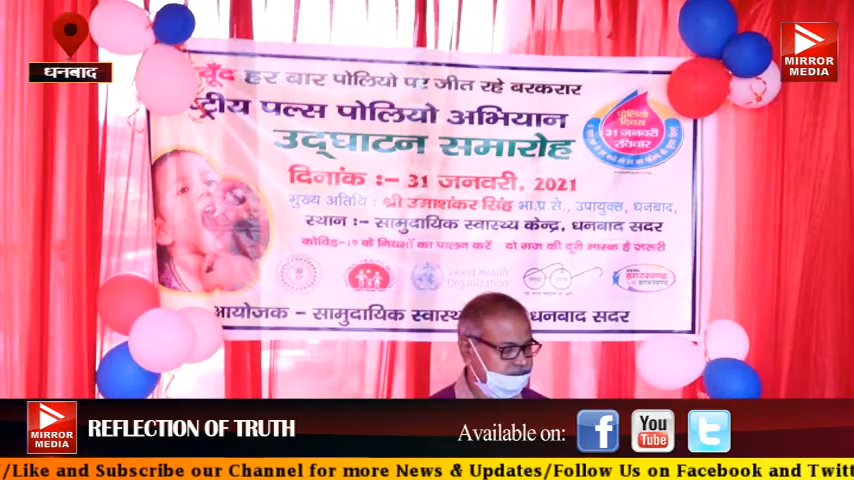 धनबाद
MIRROR
MEDIA
बूँद हर बार पोलियो पर जीत रहे बरकरार
ष्ट्रीय पल्स पोलियो अभियान
उद्घाटन समारोह
पोलियो
दिवस
31 जनवरी
रविवार
दिनांक :- 31 जनवरी, 2021
मुख्य अतिथि : श्री उमाशंकर सिंह भा.प्र.से., उपायुक्त, धनबाद,
स्थान :- सामुदायिक स्वास्थ्य केन्द्र, धनबाद सदर
कोविड-19 के नियमों का पालन करें दो गज की दूरी मास्क है जरूरी
World Health
Organization
आयोजक - सामुदायिक स्वास्थ धनबाद सदर
MIRROR
MEDIA
REFLECTION OF TRUTH
Available on:
f
You
Tube
t
/Like and Subscribe our Channel for more News & Updates/Follow Us on Facebook and Twitt